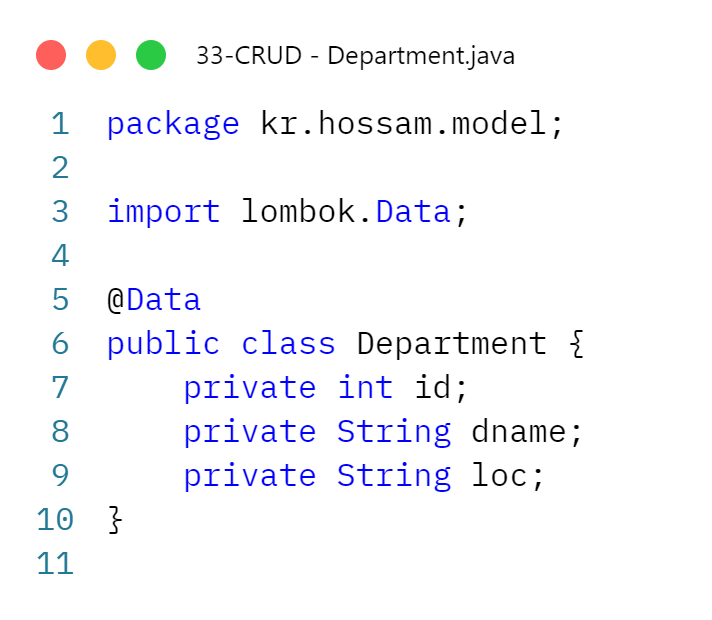 33-CRUD - Department.java
1 package kr.hossam.model;
2
3 import lombok.Data;
4
5 @Data
6 public class Department {
7     private int id;
8     private String dname;
9     private String loc;
10 }
11